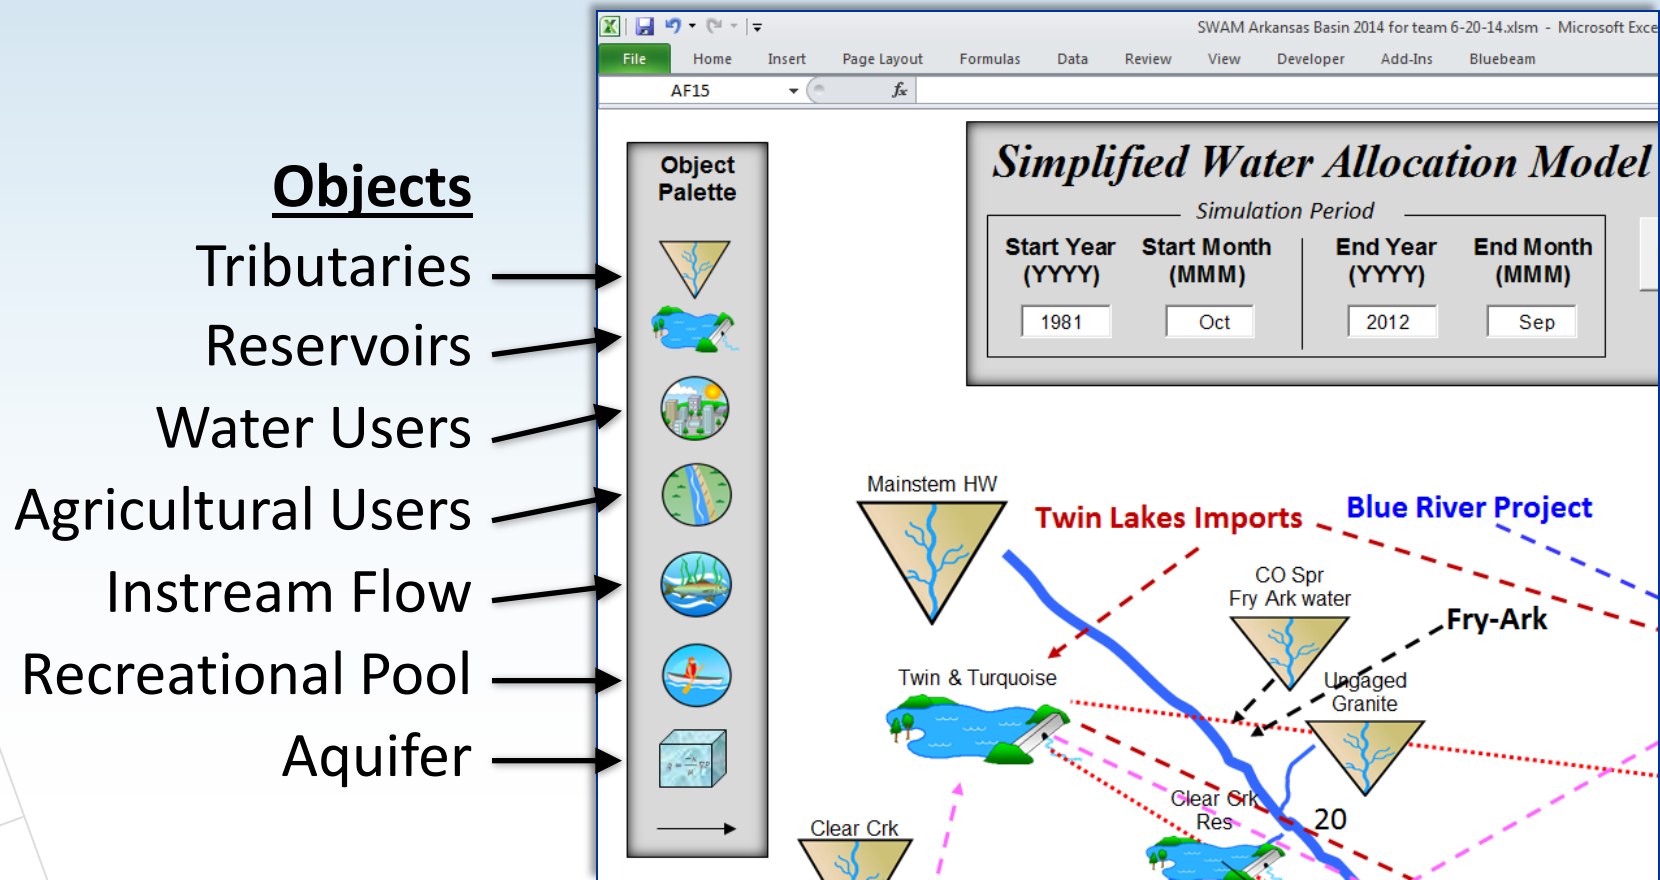 Objects
Tributaries
Reservoirs
Water Users
Agricultural Users
Instream Flow
Recreational Pool
Aquifer
SWAM Arkansas Basin 2014 for team 6-20-14.xlsm - Microsoft Exce
File Home Insert Page Layout Formulas Data Review View Developer Add-Ins Bluebeam
AF15 fx
Object
Palette
Simplified Water Allocation Model
Simulation Period
Start Year Start Month End Year End Month
(YYYY) (MMM) (YYYY) (MMM)
1981 Oct 2012 Sep
Mainstem HW
Twin Lakes Imports
Blue River Project
CO Spr
Fry Ark water
Fry-Ark
Twin & Turquoise
Ungaged
Granite
Clear Crk
Res
20
Clear Crk